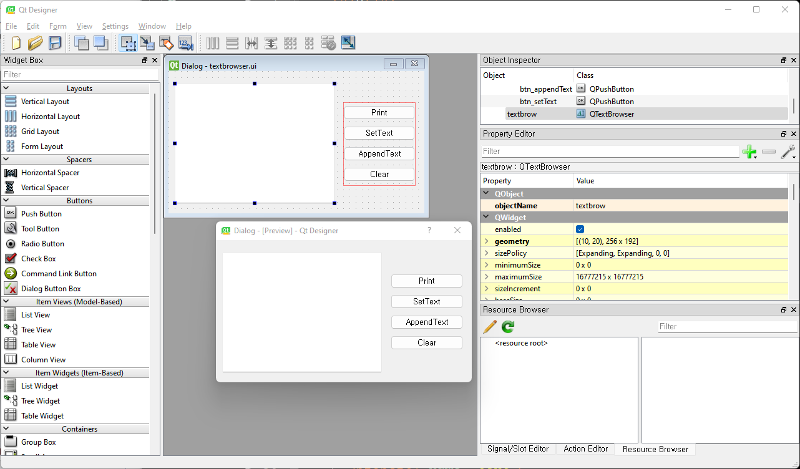 Qt Designer
File Edit Form View Settings Window Help
Widget Box
Filter
Layouts
Vertical Layout
Horizontal Layout
Grid Layout
Form Layout
Spacers
Horizontal Spacer
Vertical Spacer
Buttons
Push Button
Tool Button
Radio Button
Check Box
Command Link Button
Dialog Button Box
Item Views (Model-Based)
List View
Tree View
Table View
Column View
Item Widgets (Item-Based)
List Widget
Tree Widget
Table Widget
Containers
Group Box
Dialog - textbrowser.ui
Print
SetText
AppendText
Clear
Dialog - [Preview] - Qt Designer
Print
SetText
AppendText
Clear
Object Inspector
Object Class
btn_appendText QPushButton
btn_setText QPushButton
textbrow QTextBrowser
Property Editor
Filter
textbrow : QTextBrowser
Property Value
QObject
objectName textbrow
QWidget
enabled
geometry [(10, 20), 256 x 192]
sizePolicy [Expanding, Expanding, 0, 0]
minimumSize 0 x 0
maximumSize 16777215 x 16777215
sizeIncrement 0 x 0
Resource Browser
Filter
<resource root>
Signal/Slot Editor Action Editor Resource Browser